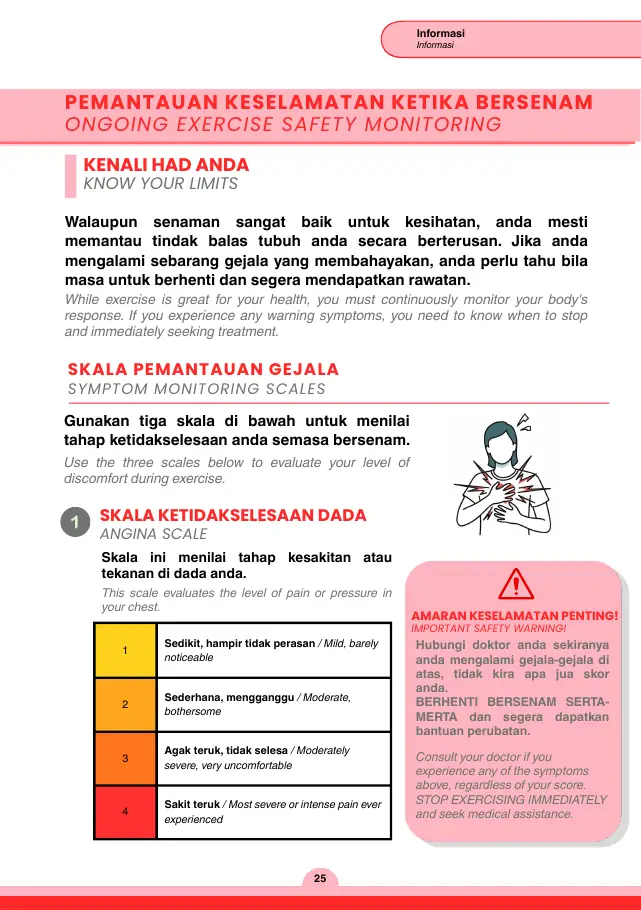 Informasi
Informasi
PEMANTAUAN KESELAMATAN KETIKA BERSENAM
ONGOING EXERCISE SAFETY MONITORING
KENALI HAD ANDA
KNOW YOUR LIMITS
Walaupun senaman sangat baik untuk kesihatan, anda mesti
memantau tindak balas tubuh anda secara berterusan. Jika anda
mengalami sebarang gejala yang membahayakan, anda perlu tahu bila
masa untuk berhenti dan segera mendapatkan rawatan.
While exercise is great for your health, you must continuously monitor your body's
response. If you experience any warning symptoms, you need to know when to stop
and immediately seeking treatment.
SKALA PEMANTAUAN GEJALA
SYMPTOM MONITORING SCALES
Gunakan tiga skala di bawah untuk menilai
tahap ketidakselesaan anda semasa bersenam.
Use the three scales below to evaluate your level of
discomfort during exercise.
1
SKALA KETIDAKSELESAAN DADA
ANGINA SCALE
Skala ini menilai tahap kesakitan atau
tekanan di dada anda.
This scale evaluates the level of pain or pressure in
your chest.
1
Sedikit, hampir tidak perasan / Mild, barely
noticeable
2
Sederhana, mengganggu / Moderate,
bothersome
3
Agak teruk, tidak selesa / Moderately
severe, very uncomfortable
4
Sakit teruk / Most severe or intense pain ever
experienced
AMARAN KESELAMATAN PENTING!
IMPORTANT SAFETY WARNING!
Hubungi doktor anda sekiranya
anda mengalami gejala-gejala di
atas, tidak kira apa jua skor
anda.
BERHENTI BERSENAM SERTA-
MERTA dan segera dapatkan
bantuan perubatan.
Consult your doctor if you
experience any of the symptoms
above, regardless of your score.
STOP EXERCISING IMMEDIATELY
and seek medical assistance.
25